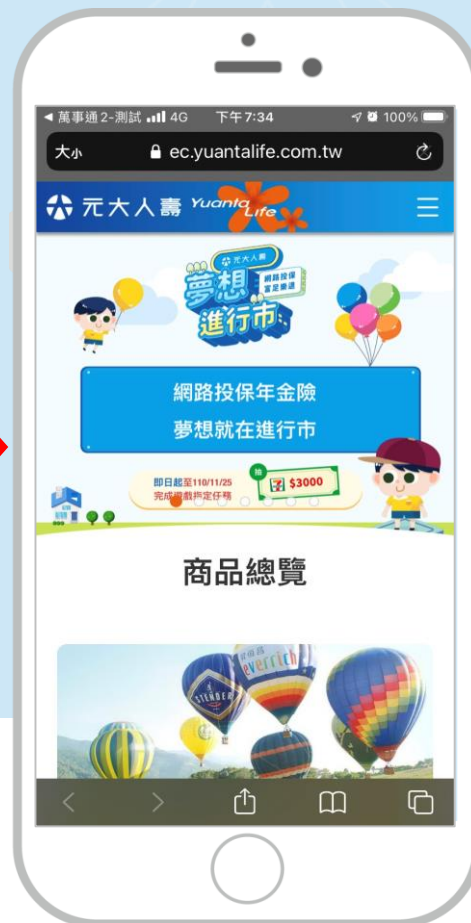 萬事通 2-測試 4G 下午7:34 100%
大小 ec.yuantalife.com.tw
元大人壽 Yuanta Life
元大人壽
夢想 網路投保
富足樂退
進行市
網路投保年金險
夢想就在進行市
即日起至110/11/25
完成遊戲指定任務
抽 $3000
商品總覽
everrich
STENDER